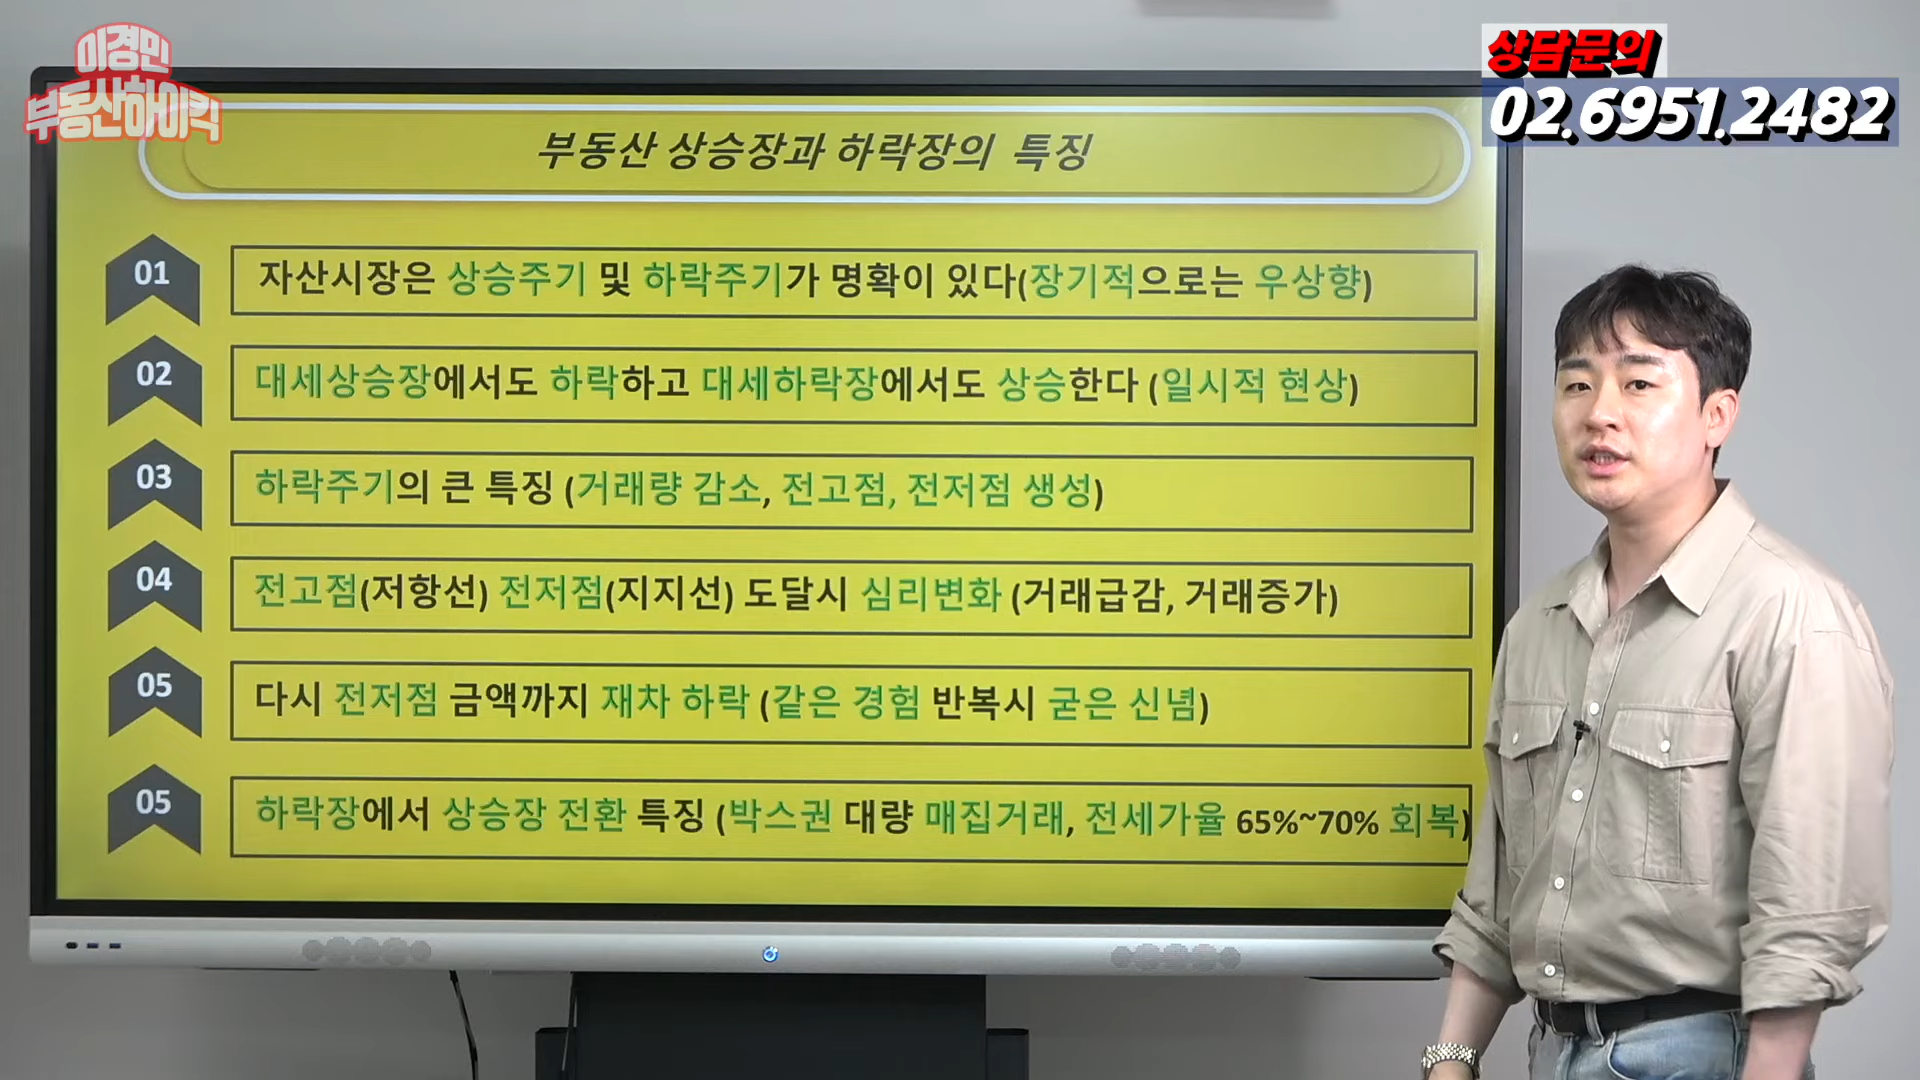 이경민
부동산하이킥
상담문의
02.6951.2482
부동산 상승장과 하락장의 특징
01
자산시장은 상승주기 및 하락주기가 명확이 있다(장기적으로는 우상향)
02
대세상승장에서도 하락하고 대세하락장에서도 상승한다 (일시적 현상)
03
하락주기의 큰 특징 (거래량 감소, 전고점, 전저점 생성)
04
전고점(저항선) 전저점(지지선) 도달시 심리변화 (거래급감, 거래증가)
05
다시 전저점 금액까지 재차 하락 (같은 경험 반복시 굳은 신념)
05
하락장에서 상승장 전환 특징 (박스권 대량 매집거래, 전세가율 65%~70% 회복)